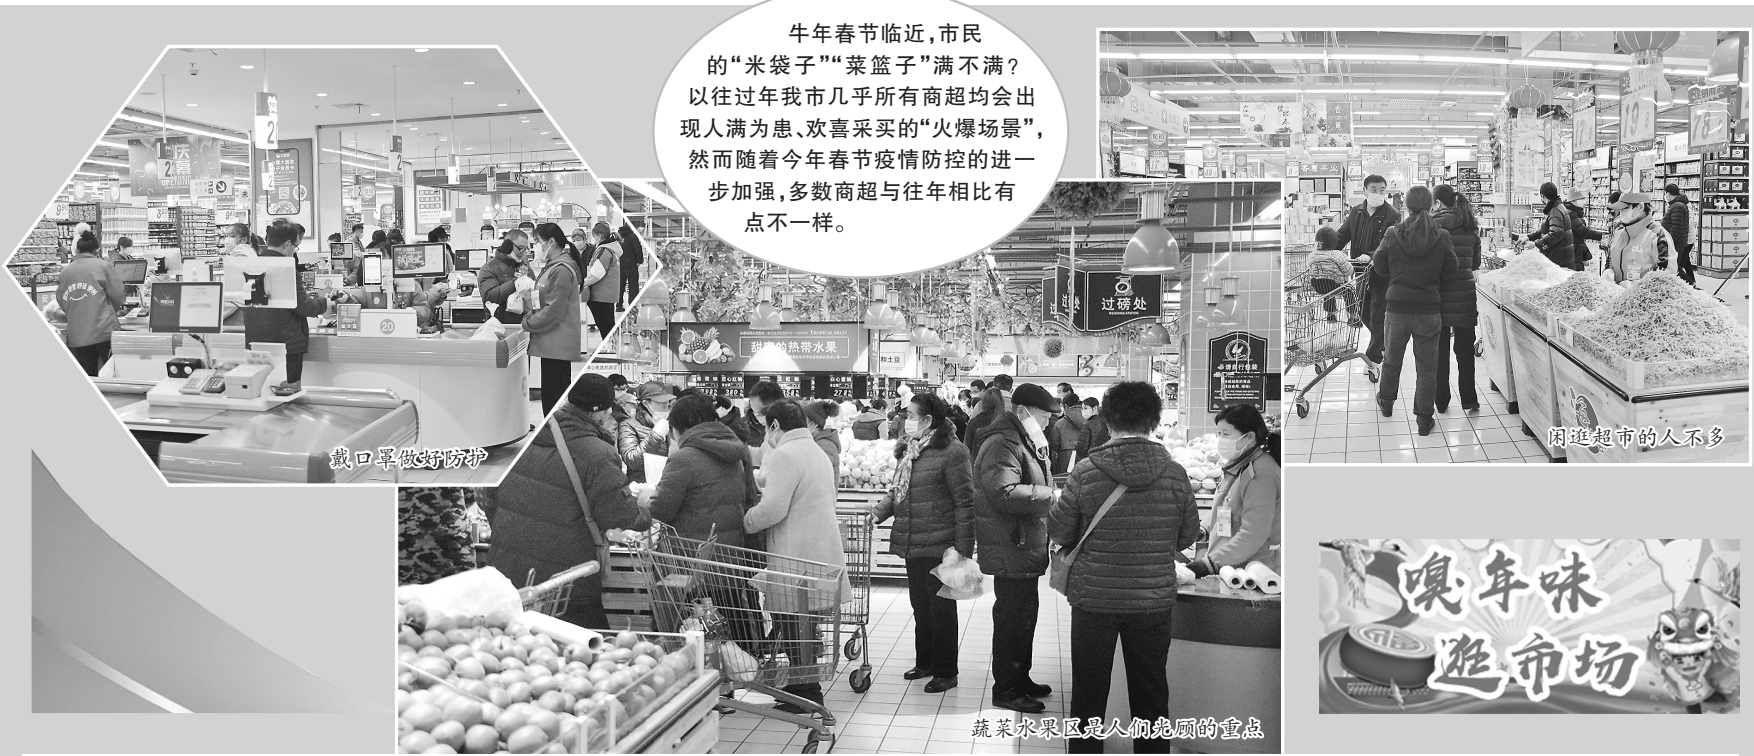 牛年春节临近,市民
的“米袋子”“菜篮子”满不满?
以往过年我市几乎所有商超均会出
现人满为患、欢喜采买的“火爆场景”,
然而随着今年春节疫情防控的进一
步加强,多数商超与往年相比有
点不一样。
戴口罩做好防护
20
过磅处
甜蜜的热带水果
TROPICAL FRUIT
和土豆
闲逛超市的人不多
蔬菜水果区是人们光顾的重点
嗅年味
逛市场